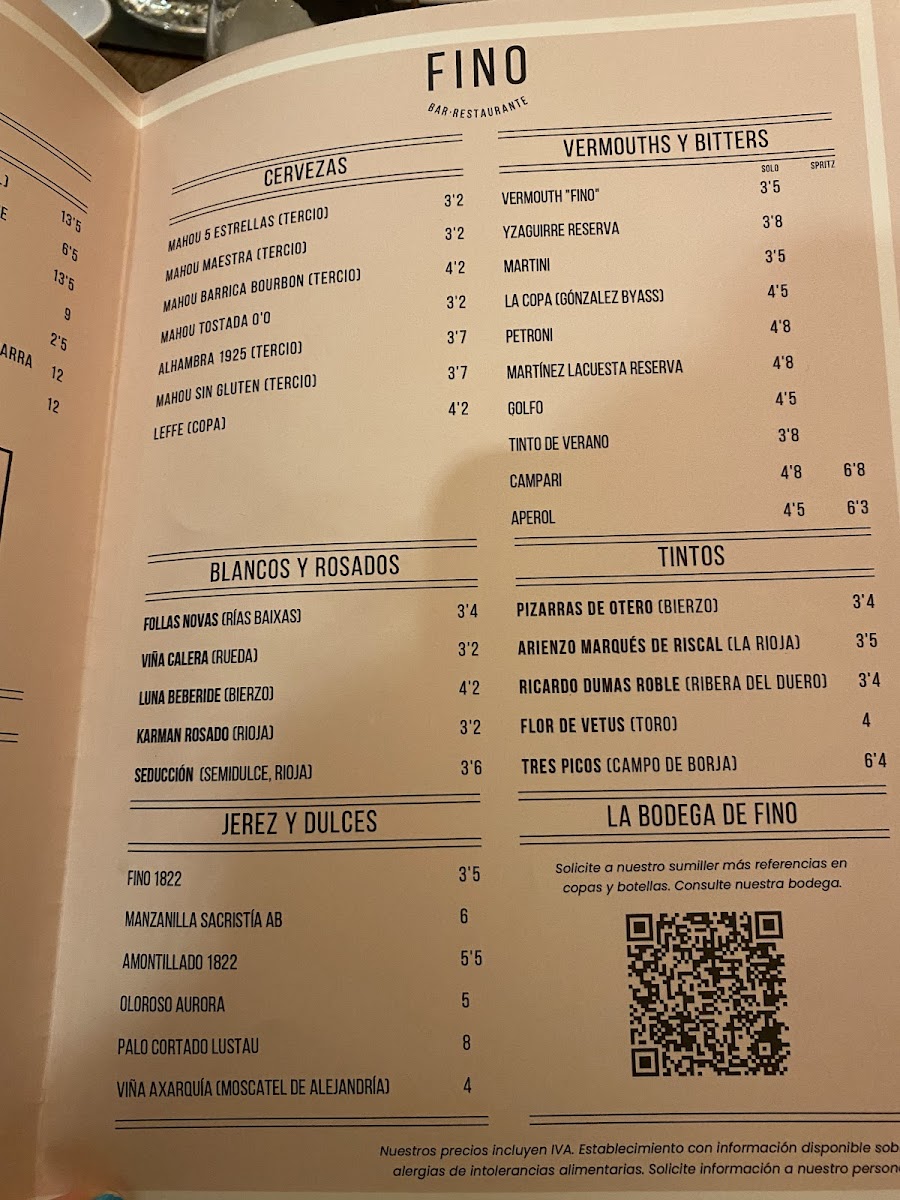 FINO
BAR·RESTAURANTE
13'5
6'5
13'5
9
2'5
ARRA 12
12
CERVEZAS
MAHOU 5 ESTRELLAS (TERCIO) 3'2
MAHOU MAESTRA (TERCIO) 3'2
MAHOU BARRICA BOURBON (TERCIO) 4'2
MAHOU TOSTADA 0'0 3'2
ALHAMBRA 1925 (TERCIO) 3'7
MAHOU SIN GLUTEN (TERCIO) 3'7
LEFFE (COPA) 4'2
VERMOUTHS Y BITTERS
SOLO SPRITZ
VERMOUTH "FINO" 3'5
YZAGUIRRE RESERVA 3'8
MARTINI 3'5
LA COPA (GÓNZALEZ BYASS) 4'5
PETRONI 4'8
MARTÍNEZ LACUESTA RESERVA 4'8
GOLFO 4'5
TINTO DE VERANO 3'8
CAMPARI 4'8 6'8
APEROL 4'5 6'3
BLANCOS Y ROSADOS
FOLLAS NOVAS (RÍAS BAIXAS) 3'4
VIÑA CALERA (RUEDA) 3'2
LUNA BEBERIDE (BIERZO) 4'2
KARMAN ROSADO (RIOJA) 3'2
SEDUCCIÓN (SEMIDULCE, RIOJA) 3'6
TINTOS
PIZARRAS DE OTERO (BIERZO) 3'4
ARIENZO MARQUÉS DE RISCAL (LA RIOJA) 3'5
RICARDO DUMAS ROBLE (RIBERA DEL DUERO) 3'4
FLOR DE VETUS (TORO) 4
TRES PICOS (CAMPO DE BORJA) 6'4
JEREZ Y DULCES
FINO 1822 3'5
MANZANILLA SACRISTÍA AB 6
AMONTILLADO 1822 5'5
OLOROSO AURORA 5
PALO CORTADO LUSTAU 8
VIÑA AXARQUÍA (MOSCATEL DE ALEJANDRÍA) 4
LA BODEGA DE FINO
Solicite a nuestro sumiller más referencias en
copas y botellas. Consulte nuestra bodega.
Nuestros precios incluyen IVA. Establecimiento con información disponible sob
alergias de intolerancias alimentarias. Solicite información a nuestro person